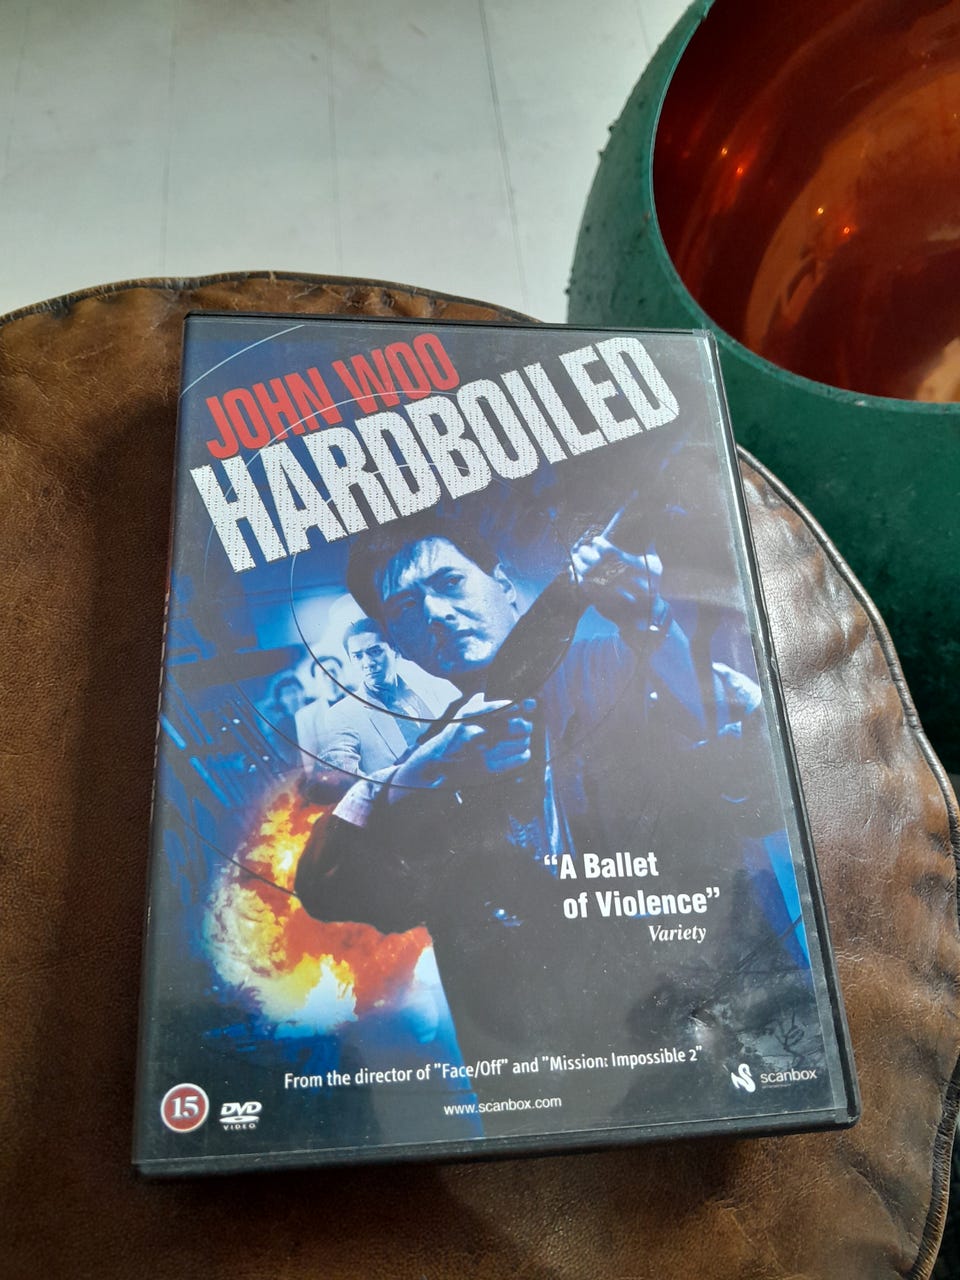 JOHN WOO
HARDBOILED
“A Ballet
of Violence”
Variety
From the director of "Face/Off" and "Mission: Impossible 2"
scanbox
www.scanbox.com
15
DVD
VIDEO